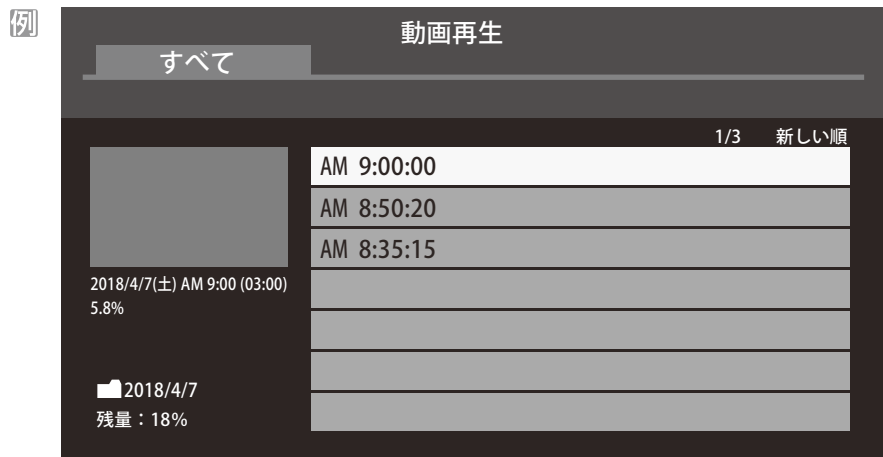 例
動画再生
すべて
1/3 新しい順
AM 9:00:00
AM 8:50:20
AM 8:35:15
2018/4/7(土) AM 9:00 (03:00)
5.8%
2018/4/7
残量：18%